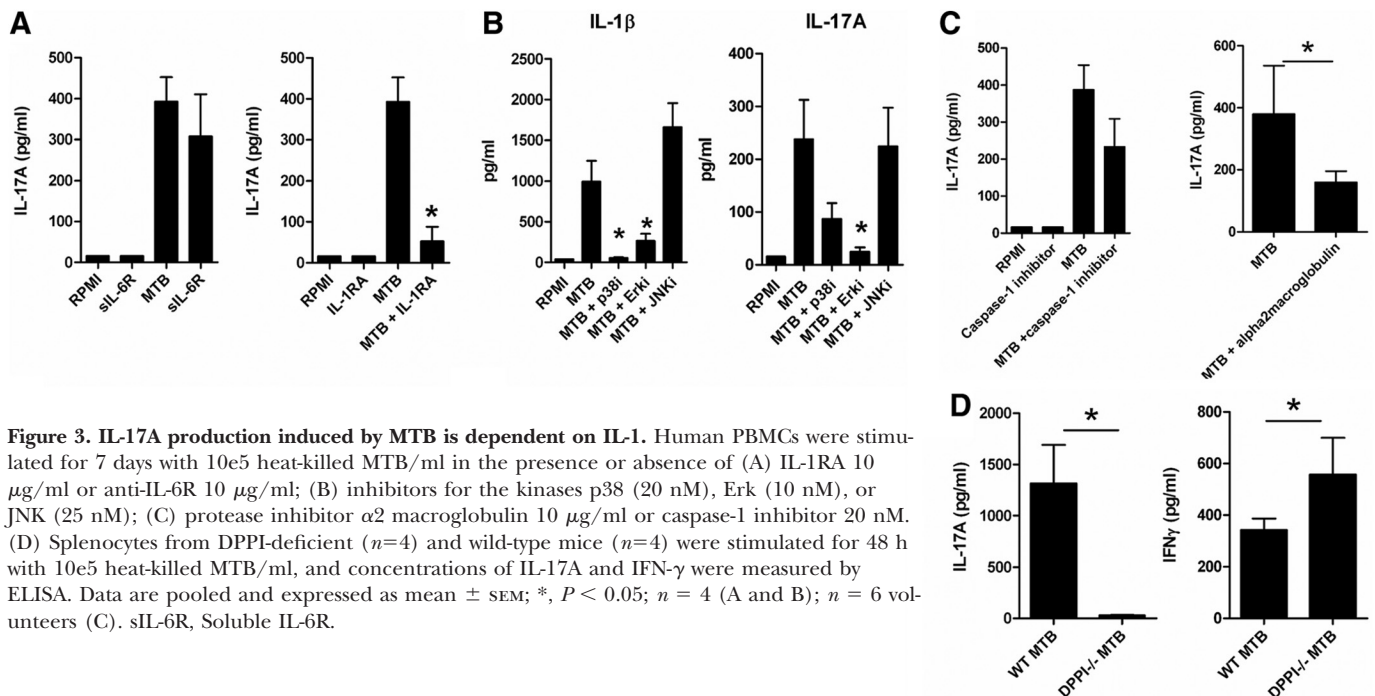 A
IL-17A (pg/ml)
500
400
300
200
100
0
RPMI
sIL-6R
MTB
sIL-6R
IL-17A (pg/ml)
500
400
300
200
100
0
RPMI
IL-1RA
MTB
MTB + IL-1RA
*
B
IL-1β
pg/ml
2500
2000
1500
1000
500
0
RPMI
MTB
MTB + p38i
MTB + Erki
MTB + JNKi
*
*
IL-17A
pg/ml
400
300
200
100
0
RPMI
MTB
MTB + p38i
MTB + Erki
MTB + JNKi
*
C
IL-17A (pg/ml)
500
400
300
200
100
0
RPMI
Caspase-1 inhibitor
MTB
MTB +caspase-1 inhibitor
IL-17A (pg/ml)
600
400
200
0
*
MTB
MTB + alpha2macroglobulin
D
IL-17A (pg/ml)
2000
1500
1000
500
0
*
WT MTB
DPPI-/- MTB
IFNγ (pg/ml)
800
600
400
200
0
*
WT MTB
DPPI-/- MTB
Figure 3. IL-17A production induced by MTB is dependent on IL-1. Human PBMCs were stimu-
lated for 7 days with 10e5 heat-killed MTB/ml in the presence or absence of (A) IL-1RA 10
μg/ml or anti-IL-6R 10 μg/ml; (B) inhibitors for the kinases p38 (20 nM), Erk (10 nM), or
JNK (25 nM); (C) protease inhibitor α2 macroglobulin 10 μg/ml or caspase-1 inhibitor 20 nM.
(D) Splenocytes from DPPI-deficient (n=4) and wild-type mice (n=4) were stimulated for 48 h
with 10e5 heat-killed MTB/ml, and concentrations of IL-17A and IFN-γ were measured by
ELISA. Data are pooled and expressed as mean ± SEM; *, P < 0.05; n = 4 (A and B); n = 6 vol-
unteers (C). sIL-6R, Soluble IL-6R.